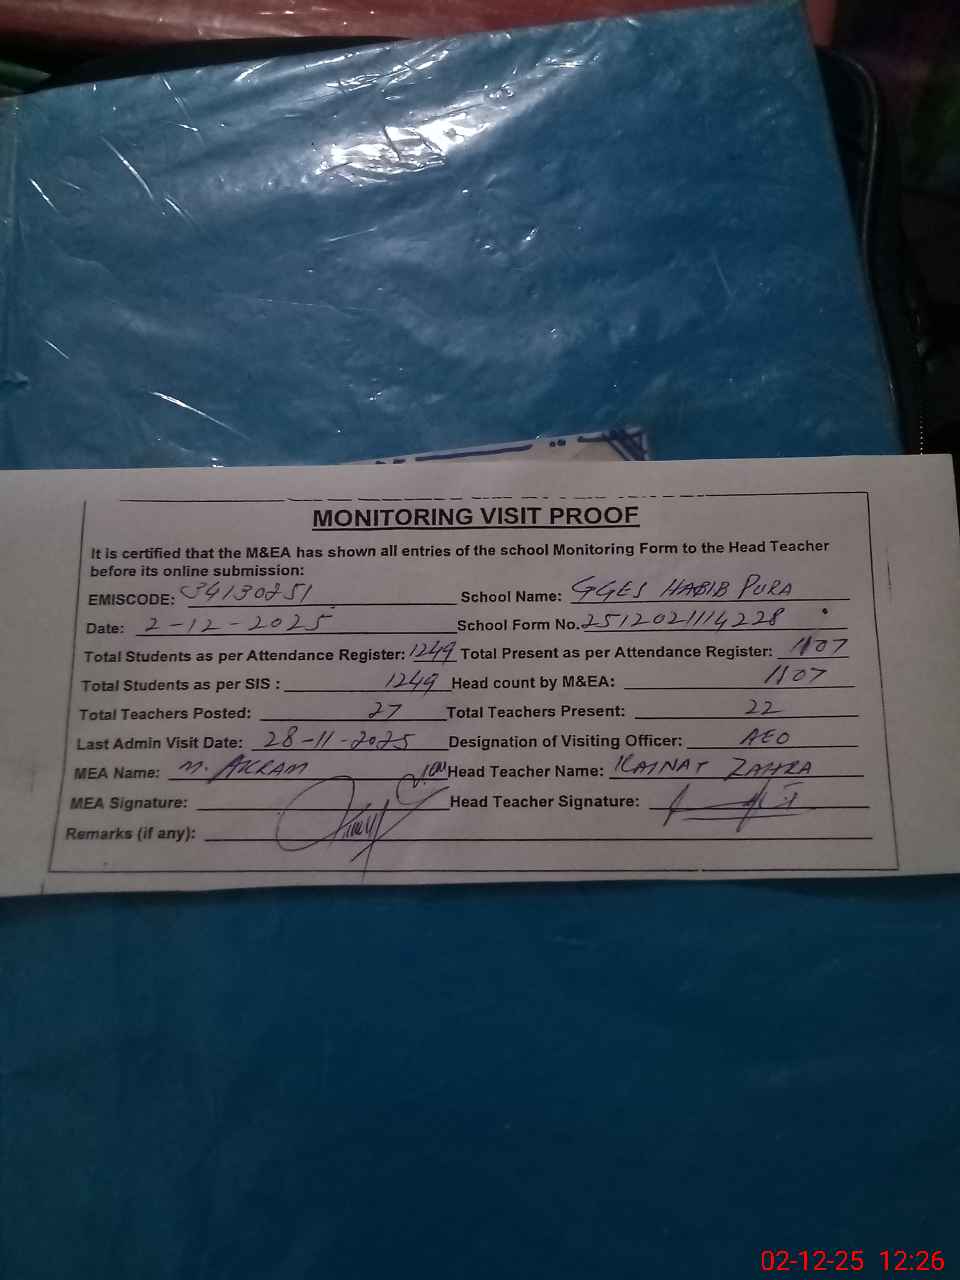 MONITORING VISIT PROOF
It is certified that the M&EA has shown all entries of the school Monitoring Form to the Head Teacher
before its online submission:
EMISCODE: 34130251 School Name: GGES HABIB PURA
Date: 2-12-2025 School Form No. 2512021114228
Total Students as per Attendance Register: 1249 Total Present as per Attendance Register: 1107
Total Students as per SIS : 1249 Head count by M&EA: 1107
Total Teachers Posted: 27 Total Teachers Present: 22
Last Admin Visit Date: 28-11-2025 Designation of Visiting Officer: AEO
MEA Name: M. AKRAM Head Teacher Name: KAINAT ZAHRA
MEA Signature: Head Teacher Signature:
Remarks (if any):
02-12-25 12:26